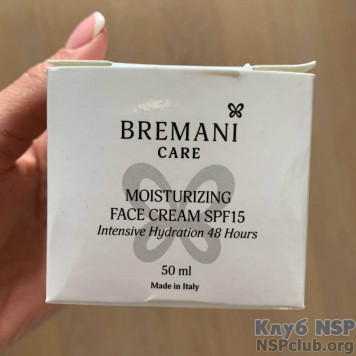 BREMANI
CARE
MOISTURIZING
FACE CREAM SPF15
Intensive Hydration 48 Hours
50 ml
Made in Italy
Клуб NSP
NSPclub.org